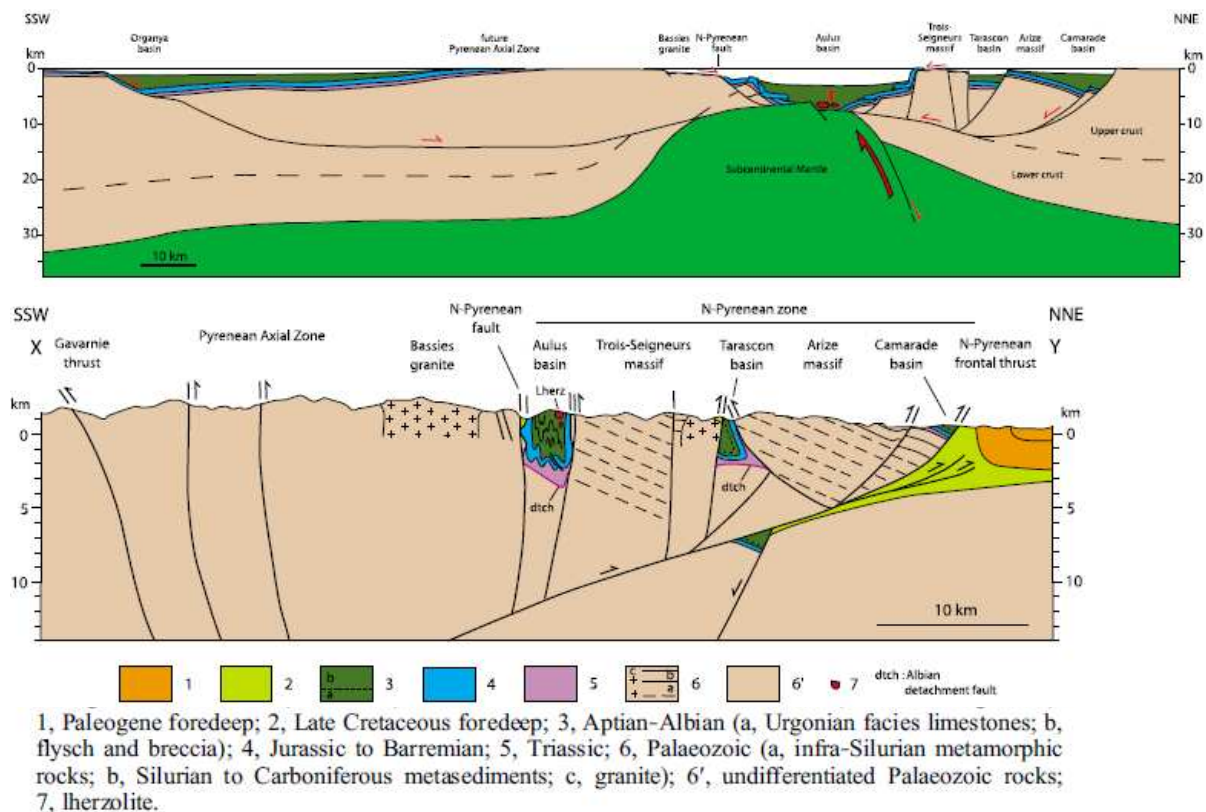 SSW
NNE
Organya
basin
future
Pyrenean Axial Zone
Bassies
granite
N-Pyrenean
fault
Aulus
basin
Trois-
Seigneurs
massif
Tarascon
basin
Arize
massif
Camarade
basin
km
km
0
0
10
10
20
20
30
30
Upper crust
Lower crust
Subcontinental Mantle
10 km
SSW
NNE
X
Y
Gavarnie
thrust
Pyrenean Axial Zone
Bassies
granite
N-Pyrenean
fault
N-Pyrenean zone
Aulus
basin
Trois-Seigneurs
massif
Tarascon
basin
Arize
massif
Camarade
basin
N-Pyrenean
frontal thrust
Lherz
km
km
0
0
5
5
10
10
dtch
dtch
10 km
1
2
b
a
3
4
5
c
b
a
6
6'
7
dtch : Albian
detachment fault
1, Paleogene foredeep; 2, Late Cretaceous foredeep; 3, Aptian–Albian (a, Urgonian facies limestones; b,
flysch and breccia); 4, Jurassic to Barremian; 5, Triassic; 6, Palaeozoic (a, infra-Silurian metamorphic
rocks; b, Silurian to Carboniferous metasediments; c, granite); 6′, undifferentiated Palaeozoic rocks;
7, lherzolite.